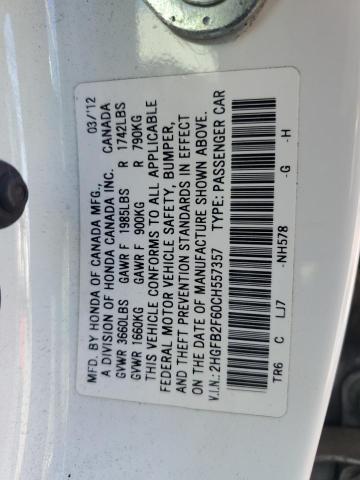 MFD. BY HONDA OF CANADA MFG., 03/'12
A DIVISION OF HONDA CANADA INC. CANADA
GVWR 3660LBS GAWR F 1985LBS R 1742LBS
GVWR 1660KG GAWR F 900KG R 790KG
THIS VEHICLE CONFORMS TO ALL APPLICABLE
FEDERAL MOTOR VEHICLE SAFETY, BUMPER,
AND THEFT PREVENTION STANDARDS IN EFFECT
ON THE DATE OF MANUFACTURE SHOWN ABOVE.
V.I.N.: 2HGFB2F60CH557357 TYPE: PASSENGER CAR
TR6 C LJ7 -NH578 -G -H